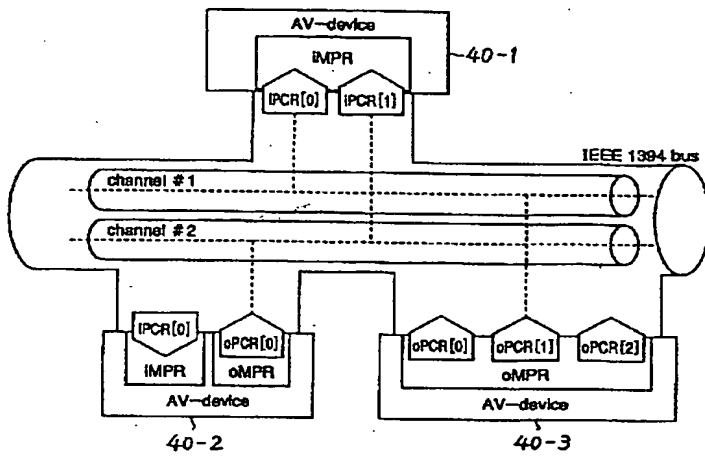 AV-device
iMPR
40-1
iPCR[0]
iPCR[1]
IEEE 1394 bus
channel #1
channel #2
iPCR[0]
oPCR[0]
oPCR[0]
oPCR[1]
oPCR[2]
iMPR
oMPR
oMPR
AV-device
AV-device
40-2
40-3